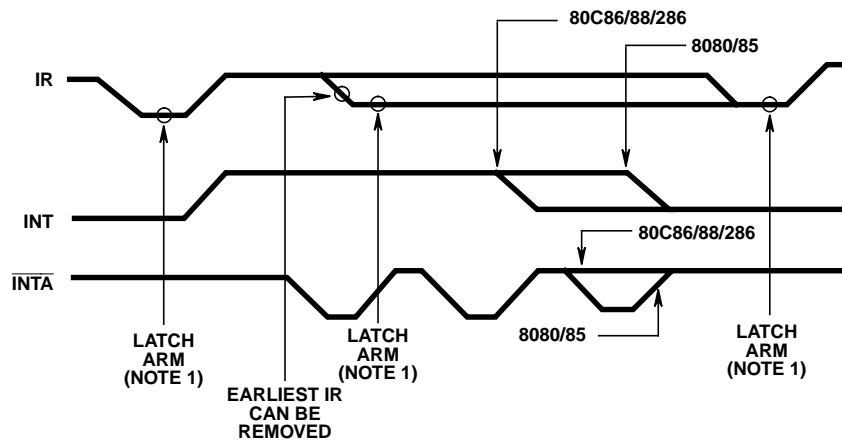 80C86/88/286
8080/85
IR
INT
80C86/88/286
INTA
8080/85
LATCH
ARM
(NOTE 1)
EARLIEST IR
CAN BE
REMOVED
LATCH
ARM
(NOTE 1)
LATCH
ARM
(NOTE 1)